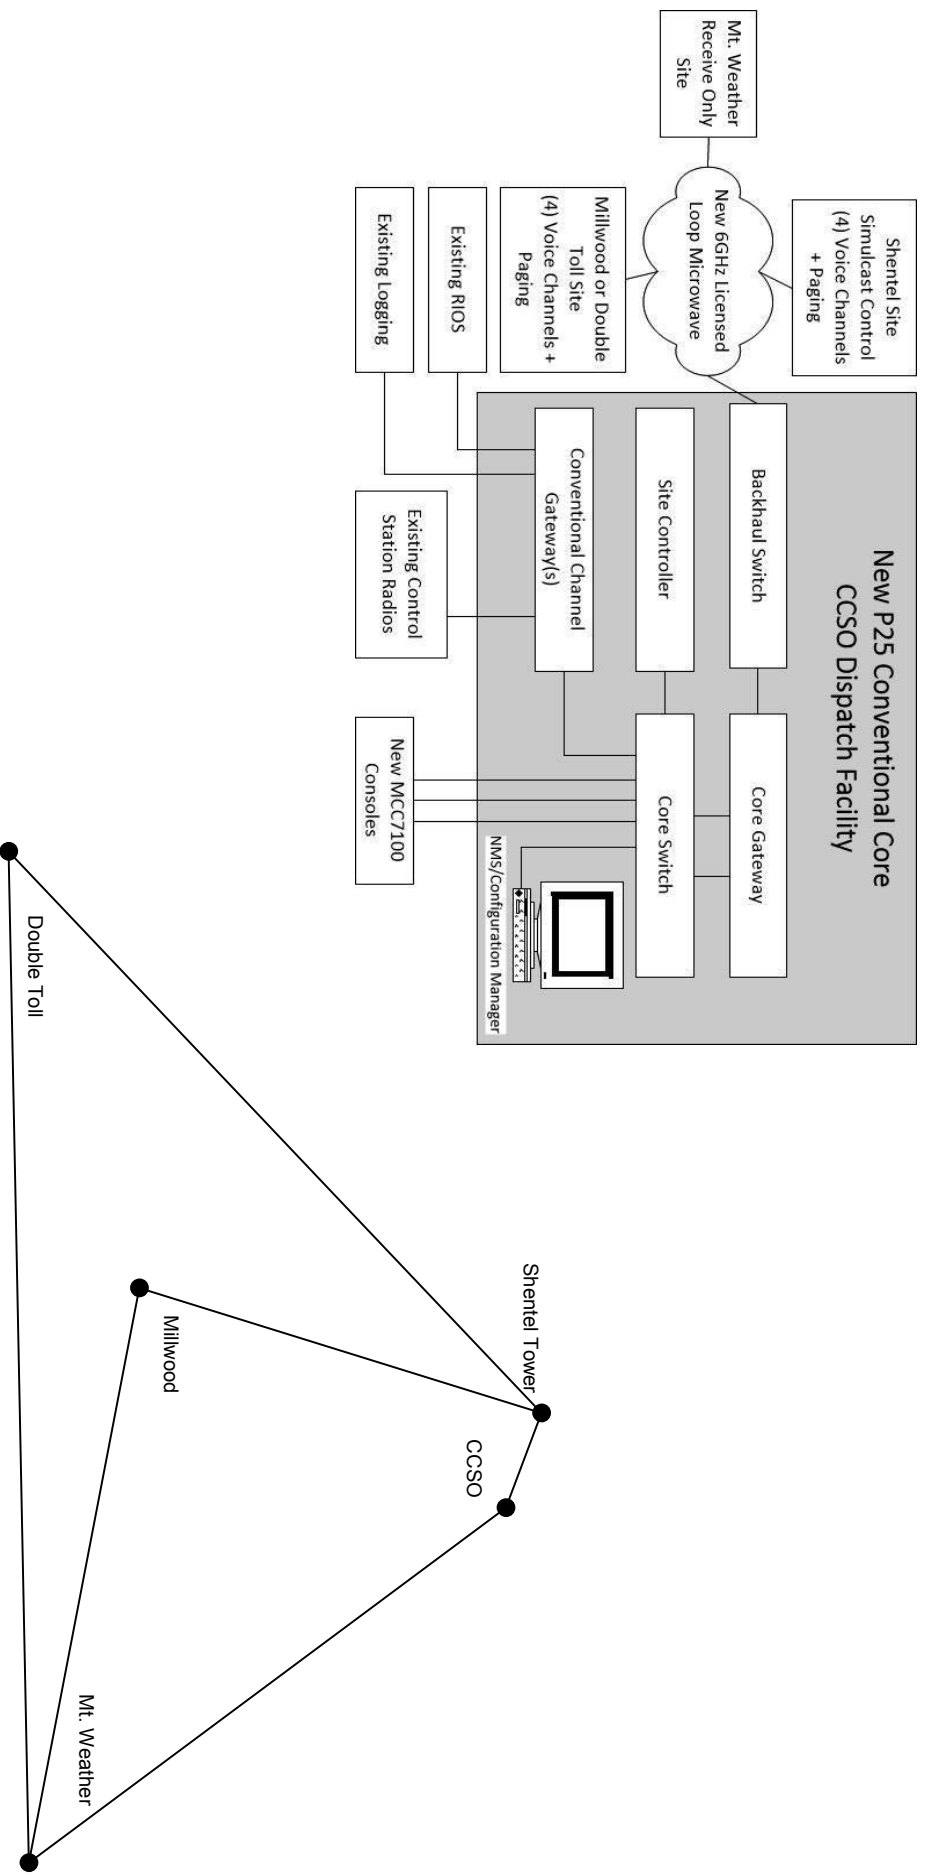 New P25 Conventional Core
CCSO Dispatch Facility
Shentel Site
Simulcast Control
(4) Voice Channels
+ Paging
Mt. Weather
Receive Only
Site
New 6GHz Licensed
Loop Microwave
Backhaul Switch
Core Gateway
Site Controller
Core Switch
Millwood or Double
Toll Site
(4) Voice Channels +
Paging
Conventional Channel
Gateway(s)
NMS/Configuration Manager
Existing RIOS
Existing Logging
Existing Control
Station Radios
New MCC7100
Consoles
Shentel Tower
CCSO
Millwood
Mt. Weather
Double Toll